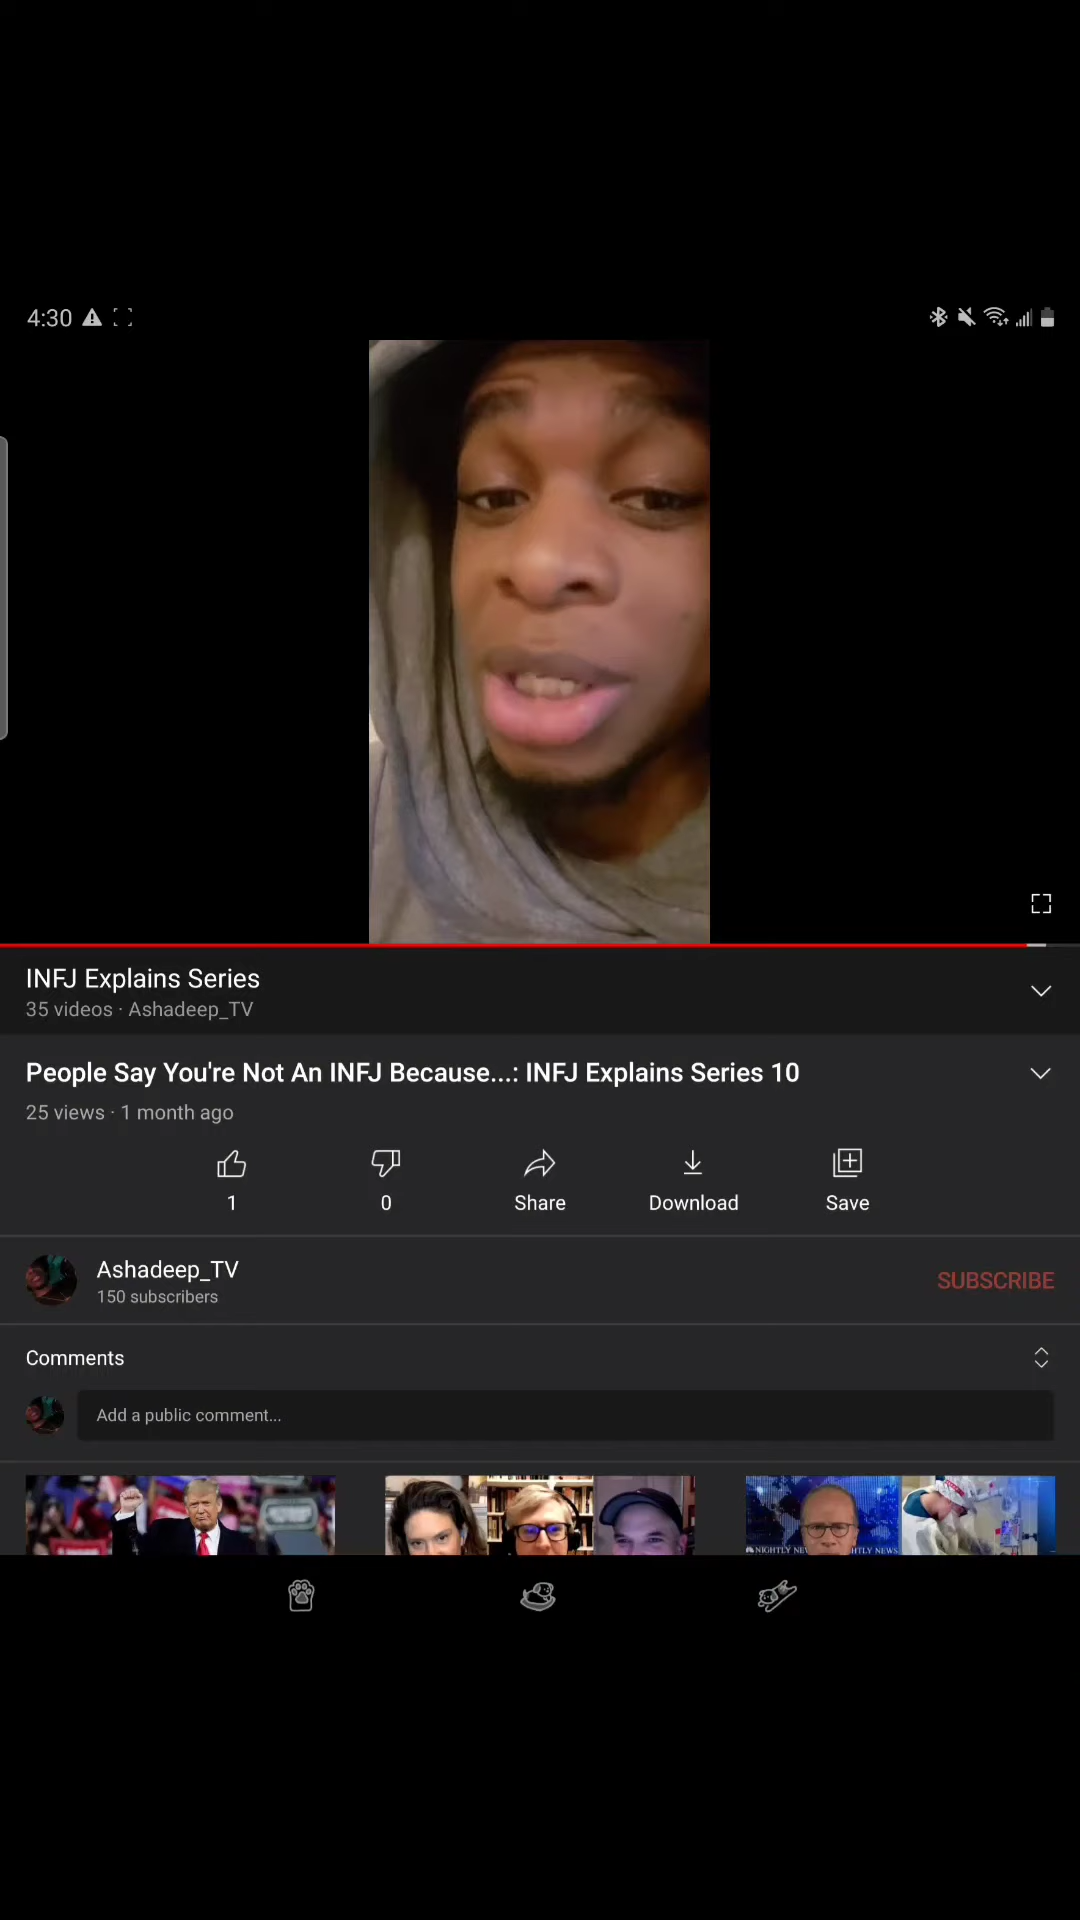 4:30
INFJ Explains Series
35 videos · Ashadeep_TV
People Say You're Not An INFJ Because...: INFJ Explains Series 10
25 views · 1 month ago
1
0
Share
Download
Save
Ashadeep_TV
150 subscribers
SUBSCRIBE
Comments
Add a public comment...
NIGHTLY NEWS